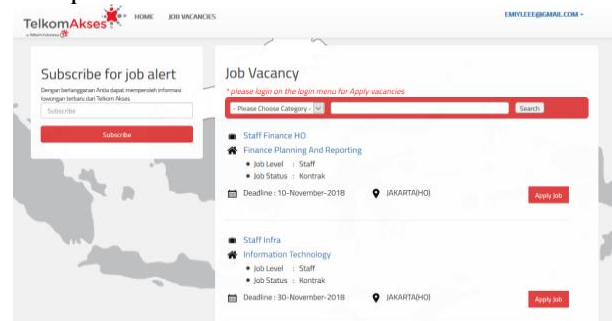 TelkomAkses
HOME
JOB VACANCIES
EMIYLEEE@GMAIL.COM
Subscribe for job alert
Dengan berlangganan Anda dapat memperoleh informasi
lowongan terbaru dari Telkom Akses
Subscribe
Subscribe
Job Vacancy
* please login on the login menu for Apply vacancies
- Please Choose Category -
Search
Staff Finance HO
Finance Planning And Reporting
Job Level : Staff
Job Status : Kontrak
Deadline : 10-November-2018
JAKARTA(HO)
Apply Job
Staff Infra
Information Technology
Job Level : Staff
Job Status : Kontrak
Deadline : 30-November-2018
JAKARTA(HO)
Apply Job